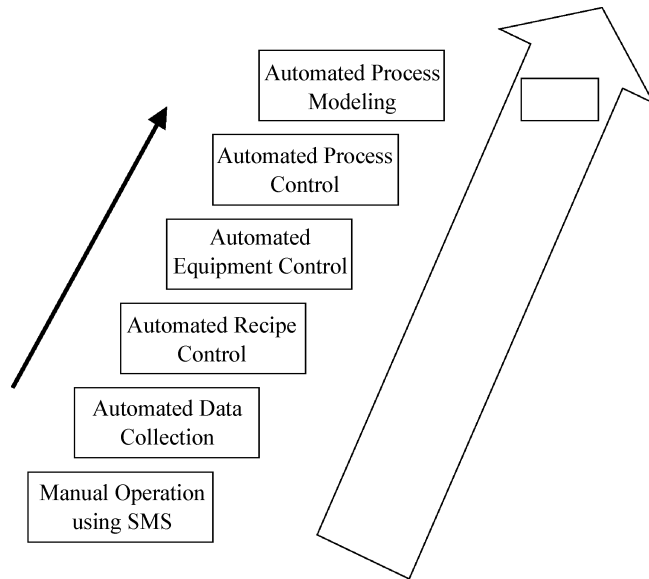 Automated Process
Modeling
Automated Process
Control
Automated
Equipment Control
Automated Recipe
Control
Automated Data
Collection
Manual Operation
using SMS